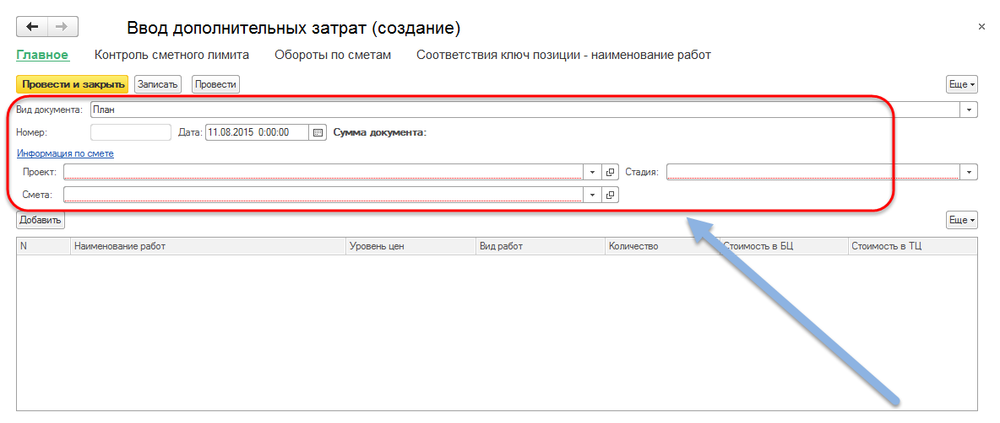 Ввод дополнительных затрат (создание)
Главное Контроль сметного лимита Обороты по сметам Соответствия ключ позиции - наименование работ
Провести и закрыть Записать Провести Еще
Вид документа: План
Номер: Дата: 11.08.2015 0:00:00 Сумма документа:
Информация по смете
Проект: Стадия:
Смета:
Добавить Еще
N Наименование работ Уровень цен Вид работ Количество Стоимость в БЦ Стоимость в ТЦ